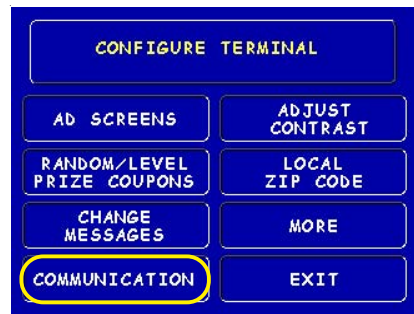 CONFIGURE TERMINAL
AD SCREENS
ADJUST
CONTRAST
RANDOM/LEVEL
PRIZE COUPONS
LOCAL
ZIP CODE
CHANGE
MESSAGES
MORE
COMMUNICATION
EXIT